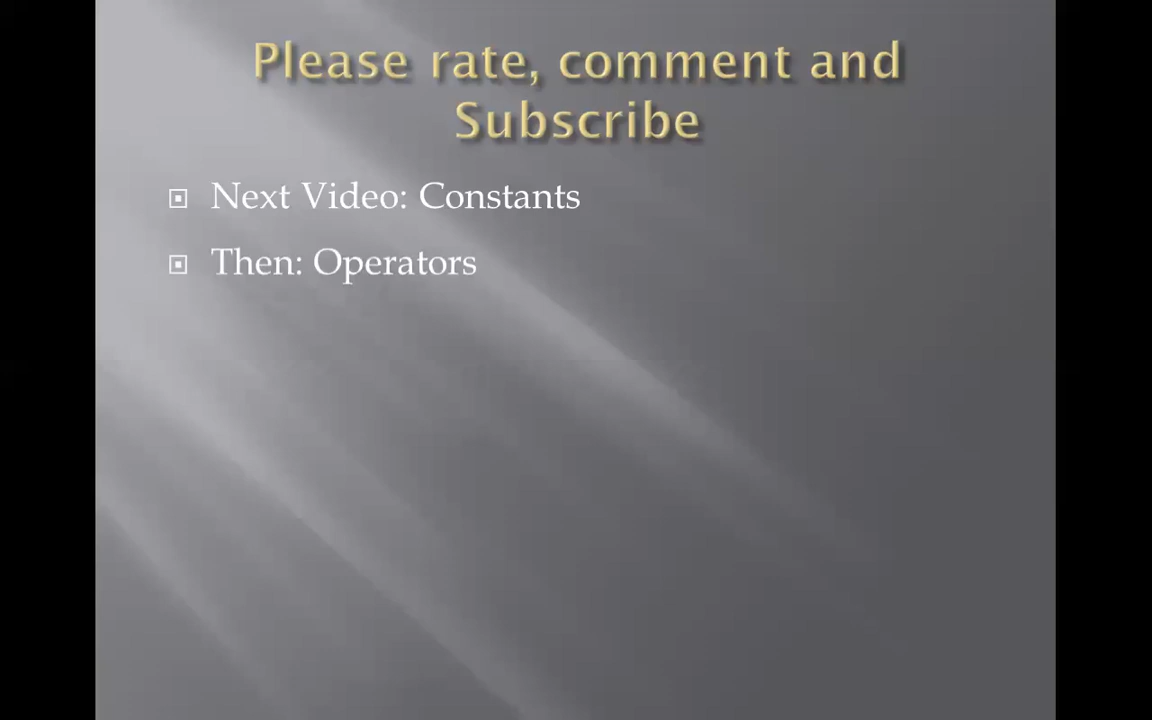 Please rate, comment and
Subscribe
Next Video: Constants
Then: Operators